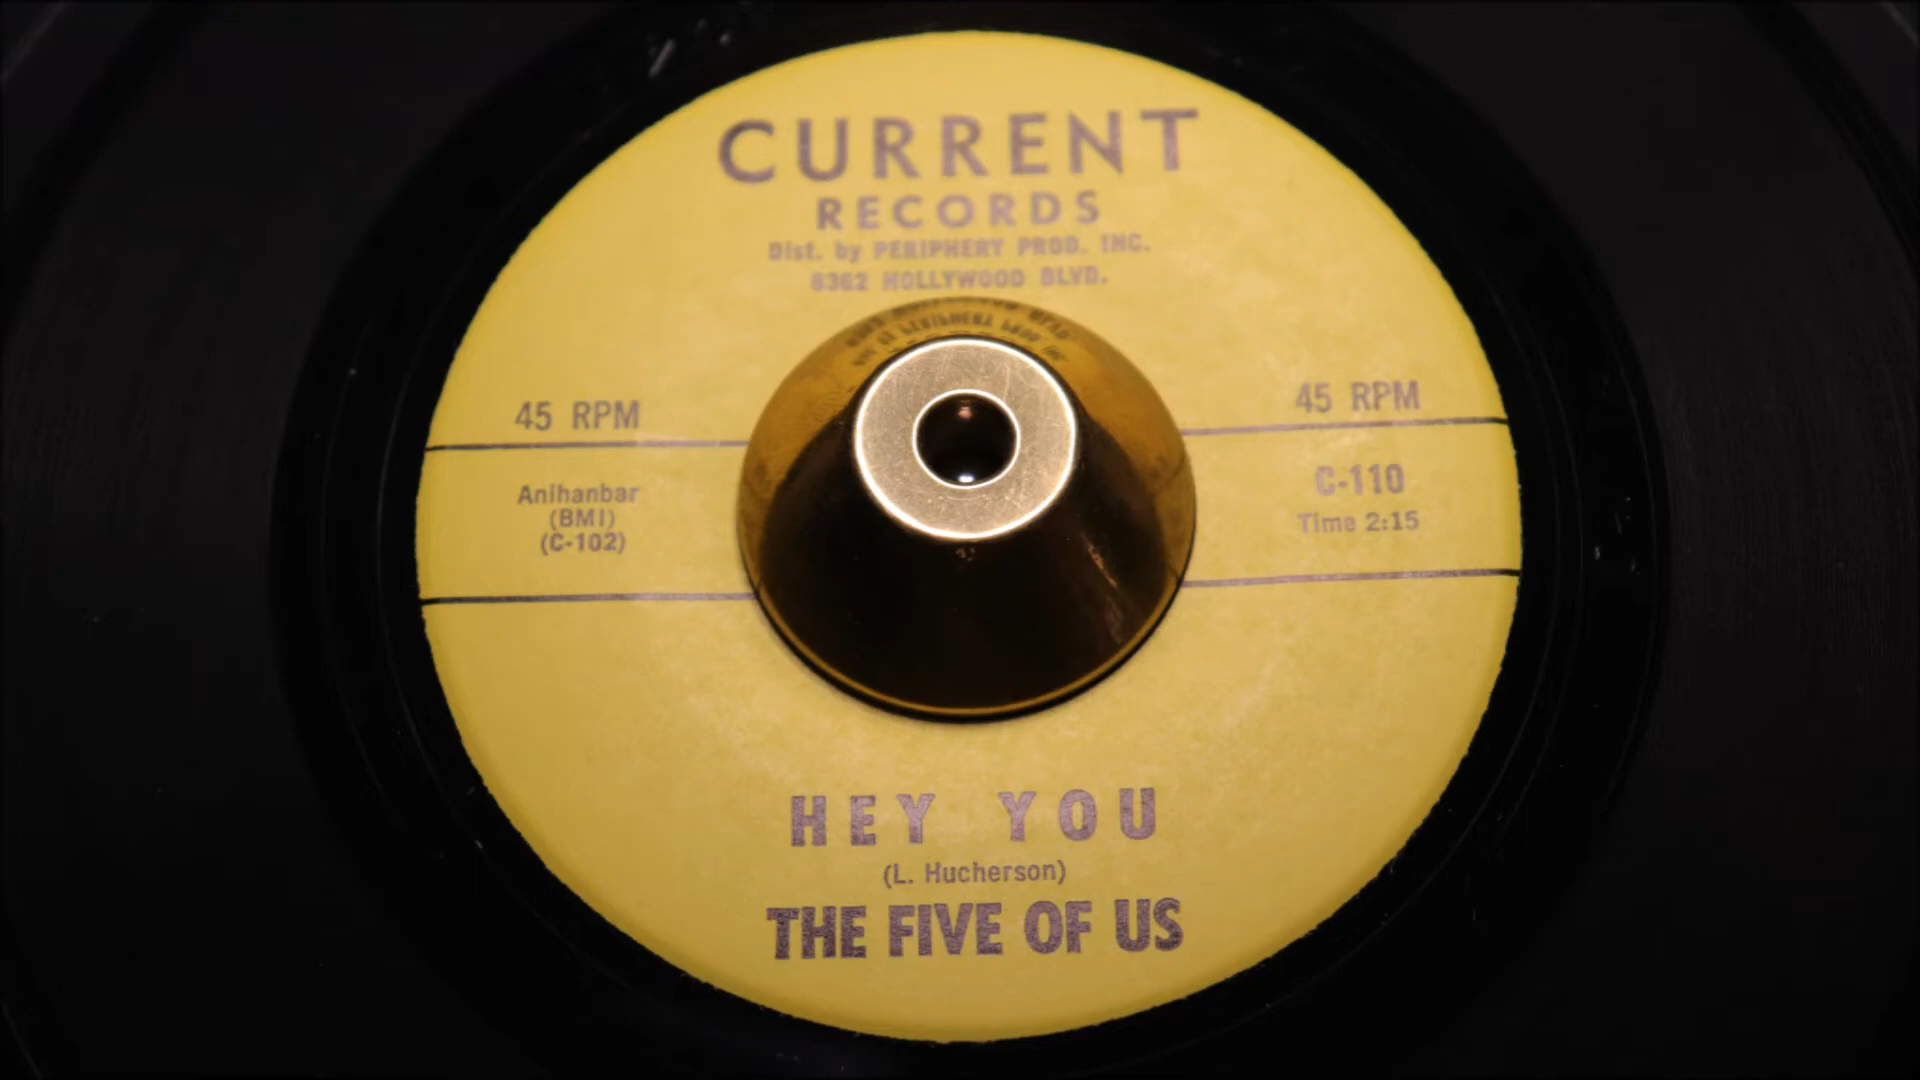 CURRENT
RECORDS
Dist. by PERIPHERY PROD. INC.
8362 HOLLYWOOD BLVD.
45 RPM
45 RPM
Anihanbar
(BMI)
(C-102)
C-110
Time 2:15
HEY YOU
(L. Hucherson)
THE FIVE OF US